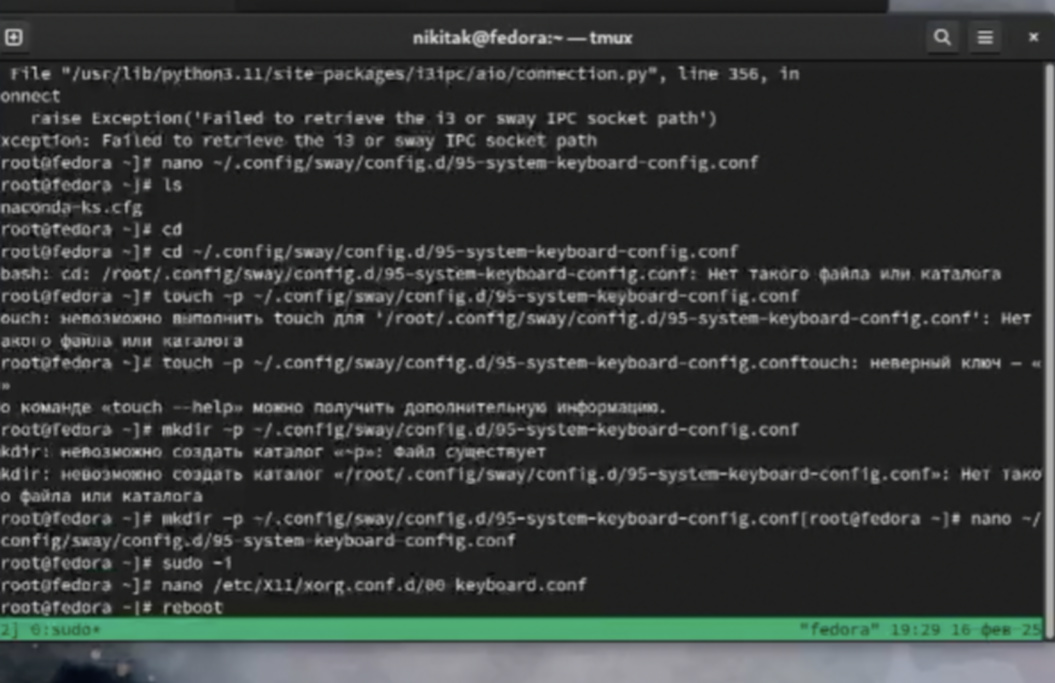 nikitak@fedora:~ — tmux
File "/usr/lib/python3.11/site-packages/i3ipc/aio/connection.py", line 356, in
onnect
raise Exception('Failed to retrieve the i3 or sway IPC socket path')
xception: Failed to retrieve the i3 or sway IPC socket path
root@fedora ~]# nano ~/.config/sway/config.d/95-system-keyboard-config.conf
root@fedora ~]# ls
naconda-ks.cfg
root@fedora ~]# cd
root@fedora ~]# cd ~/.config/sway/config.d/95-system-keyboard-config.conf
bash: cd: /root/.config/sway/config.d/95-system-keyboard-config.conf: Нет такого файла или каталога
root@fedora ~]# touch -p ~/.config/sway/config.d/95-system-keyboard-config.conf
ouch: невозможно выполнить touch для '/root/.config/sway/config.d/95-system-keyboard-config.conf': Нет
акого файла или каталога
root@fedora ~]# touch -p ~/.config/sway/config.d/95-system-keyboard-config.conftouch: неверный ключ — «
»
о команде «touch --help» можно получить дополнительную информацию.
root@fedora ~]# mkdir -p ~/.config/sway/config.d/95-system-keyboard-config.conf
kdir: невозможно создать каталог «~p»: Файл существует
kdir: невозможно создать каталог «/root/.config/sway/config.d/95-system-keyboard-config.conf»: Нет тако
о файла или каталога
root@fedora ~]# mkdir -p ~/.config/sway/config.d/95-system-keyboard-config.conf[root@fedora ~]# nano ~/
config/sway/config.d/95-system-keyboard-config.conf
root@fedora ~]# sudo -i
root@fedora ~]# nano /etc/X11/xorg.conf.d/00-keyboard.conf
root@fedora ~]# reboot
2] 0:sudo* "fedora" 19:29 16 фев 25